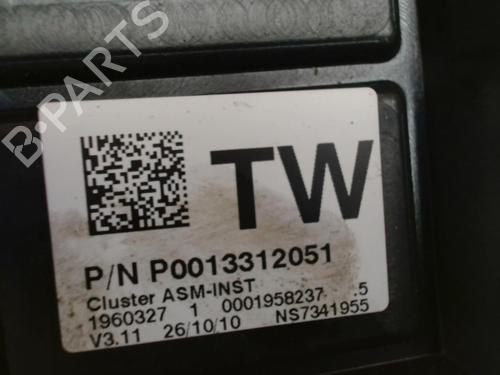 B-PARTS
TW
P/N P0013312051
Cluster ASM-INST
1960327 1 0001958237 .5
V3.11 26/10/10 NS7341955